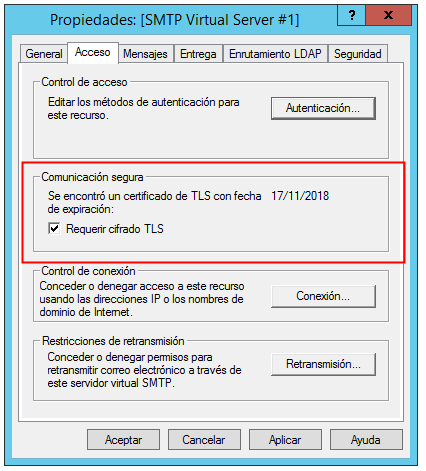 Propiedades: [SMTP Virtual Server #1]
?
x
General
Acceso
Mensajes
Entrega
Enrutamiento LDAP
Seguridad
Control de acceso
Editar los métodos de autenticación para
este recurso.
Autenticación...
Comunicación segura
Se encontró un certificado de TLS con fecha
de expiración:
17/11/2018
Requerir cifrado TLS
Control de conexión
Conceder o denegar acceso a este recurso
usando las direcciones IP o los nombres de
dominio de Internet.
Conexión...
Restricciones de retransmisión
Conceder o denegar permisos para
retransmitir correo electrónico a través de
este servidor virtual SMTP.
Retransmisión...
Aceptar
Cancelar
Aplicar
Ayuda